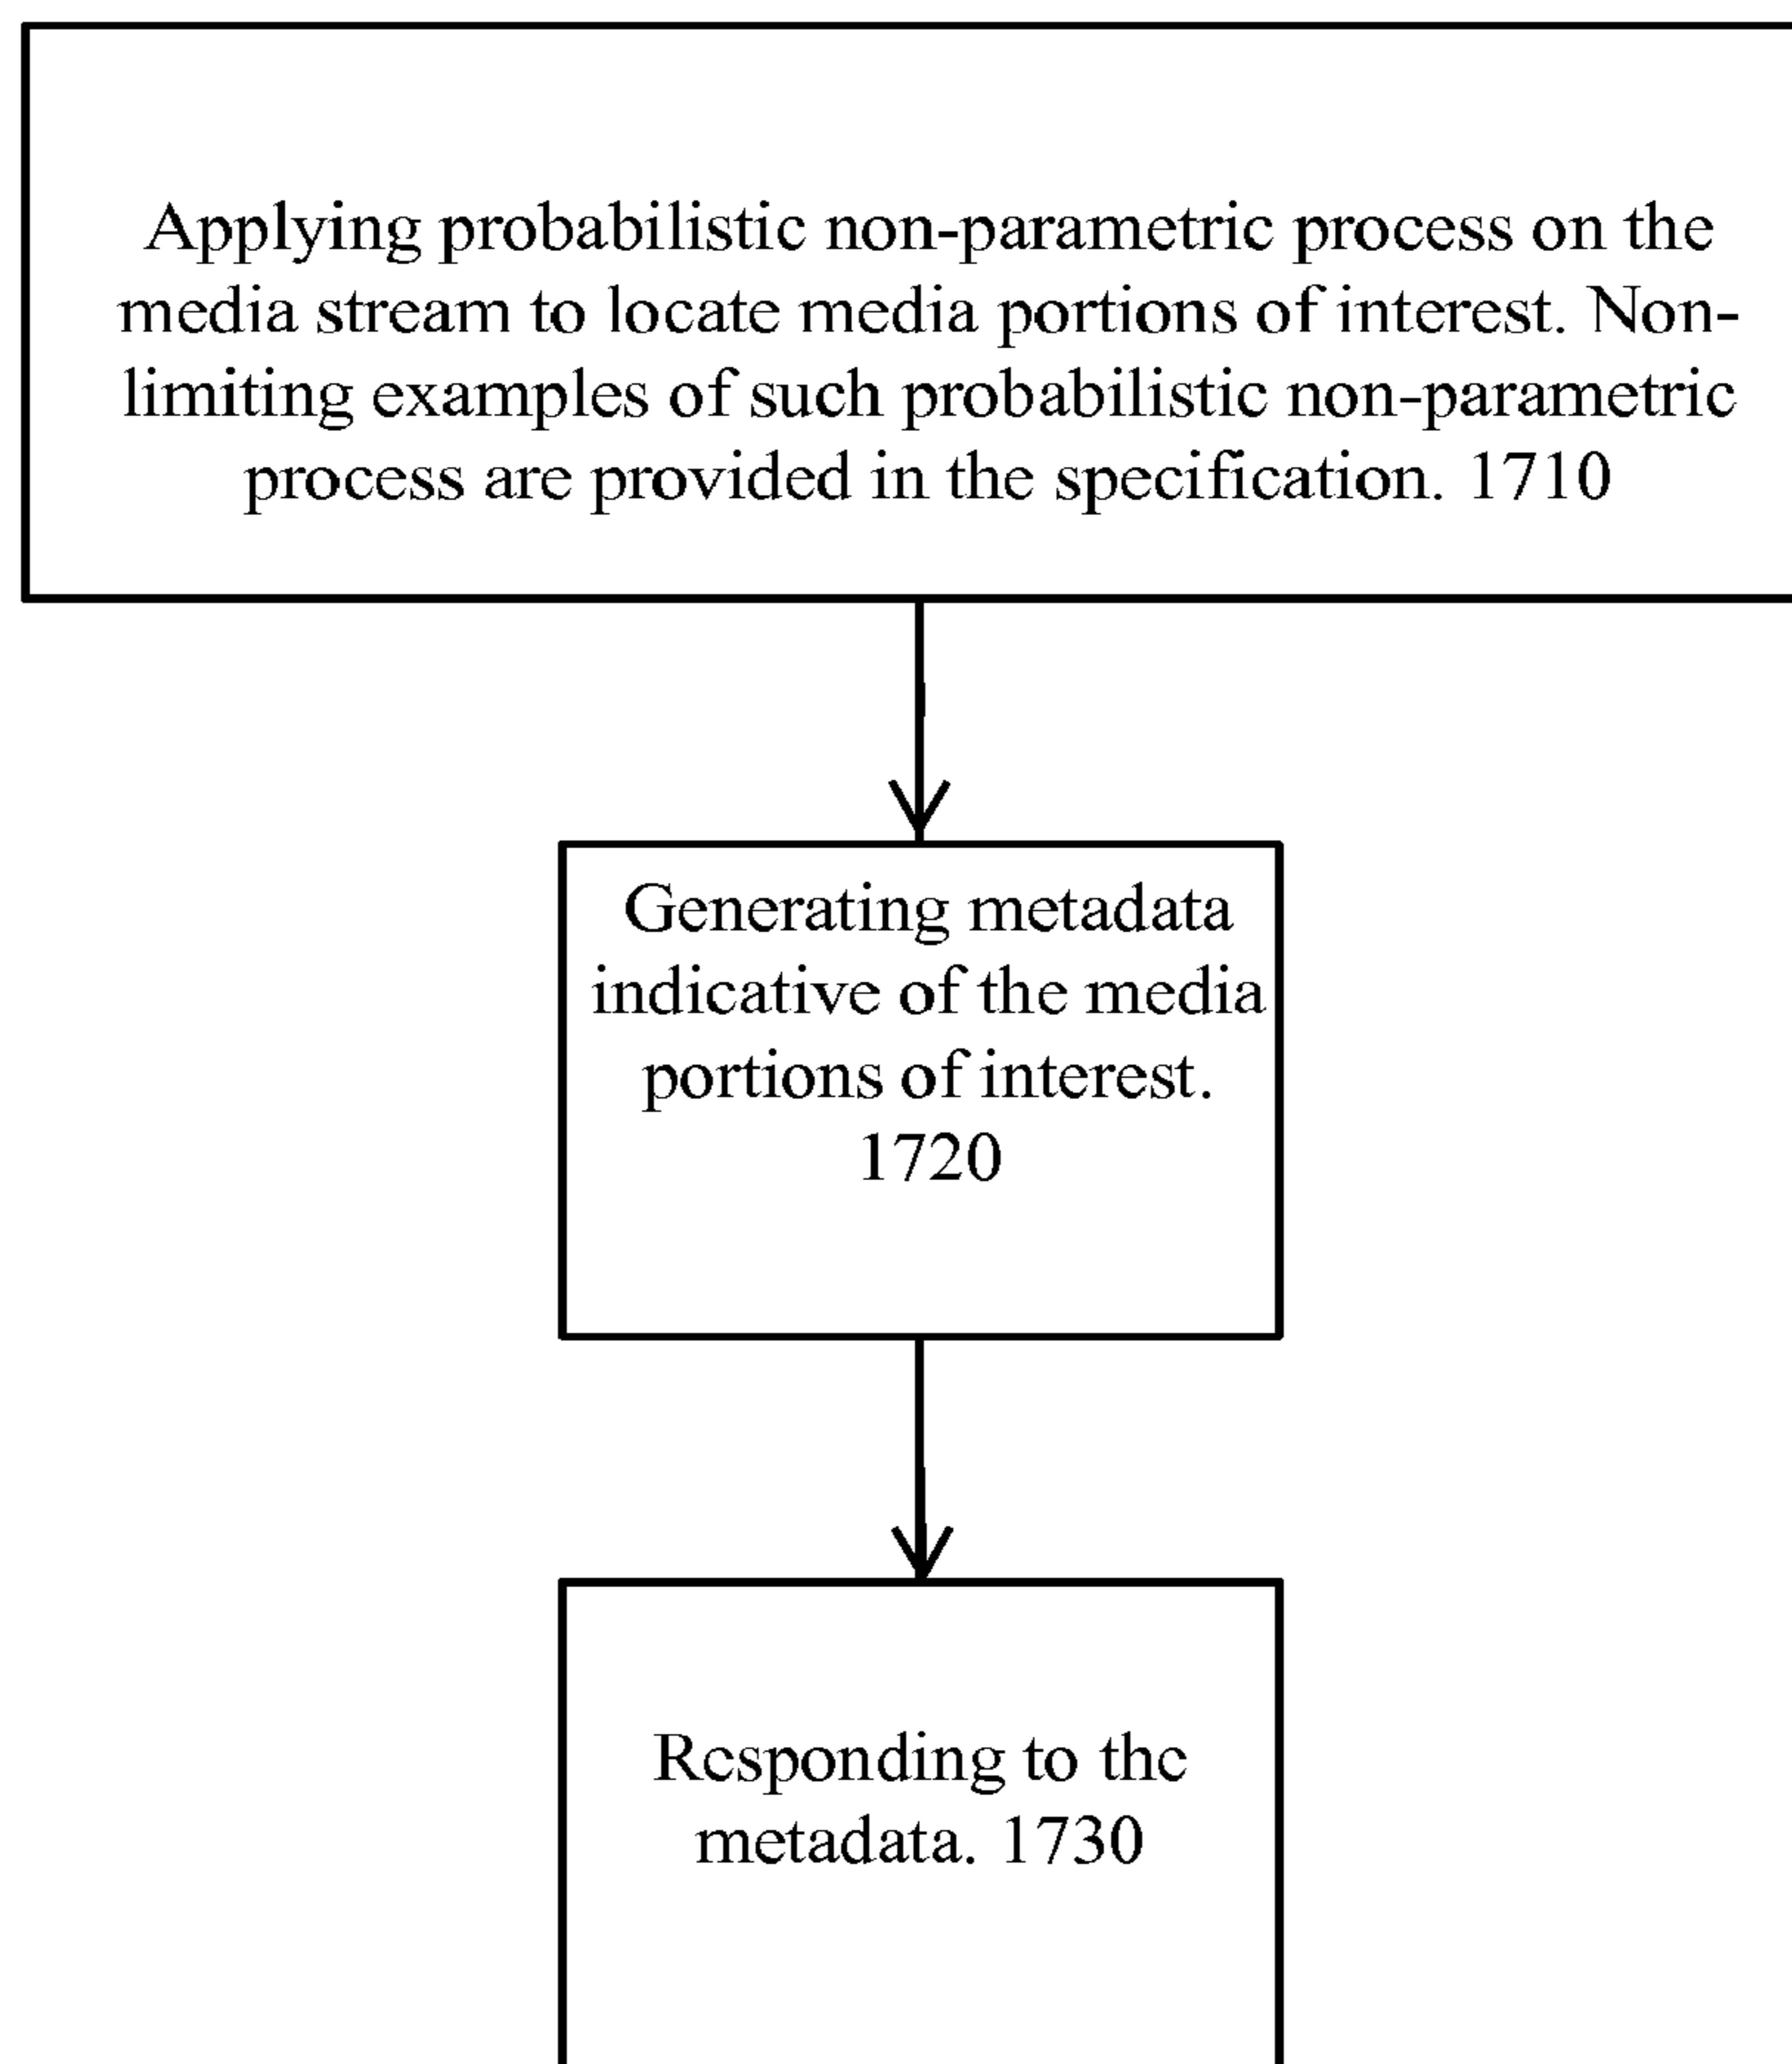 Applying probabilistic non-parametric process on the
media stream to locate media portions of interest. Non-
limiting examples of such probabilistic non-parametric
process are provided in the specification. 1710
Generating metadata
indicative of the media
portions of interest.
1720
Responding to the
metadata. 1730